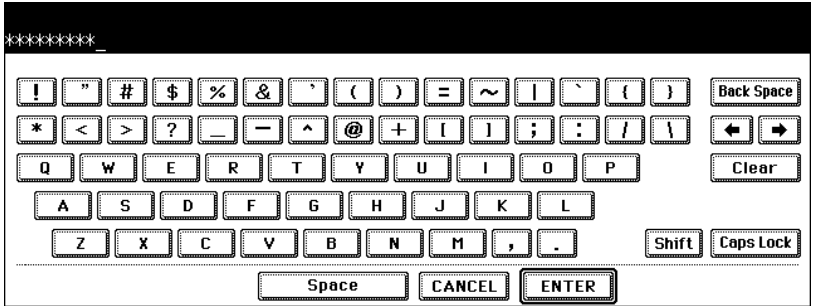 *********_
! " # $ % & ' ( ) = ~ | ` { } Back Space
* < > ? _ - ^ @ + [ ] ; : / \ ← →
Q W E R T Y U I O P Clear
A S D F G H J K L
Z X C V B N M , . Shift Caps Lock
Space CANCEL ENTER